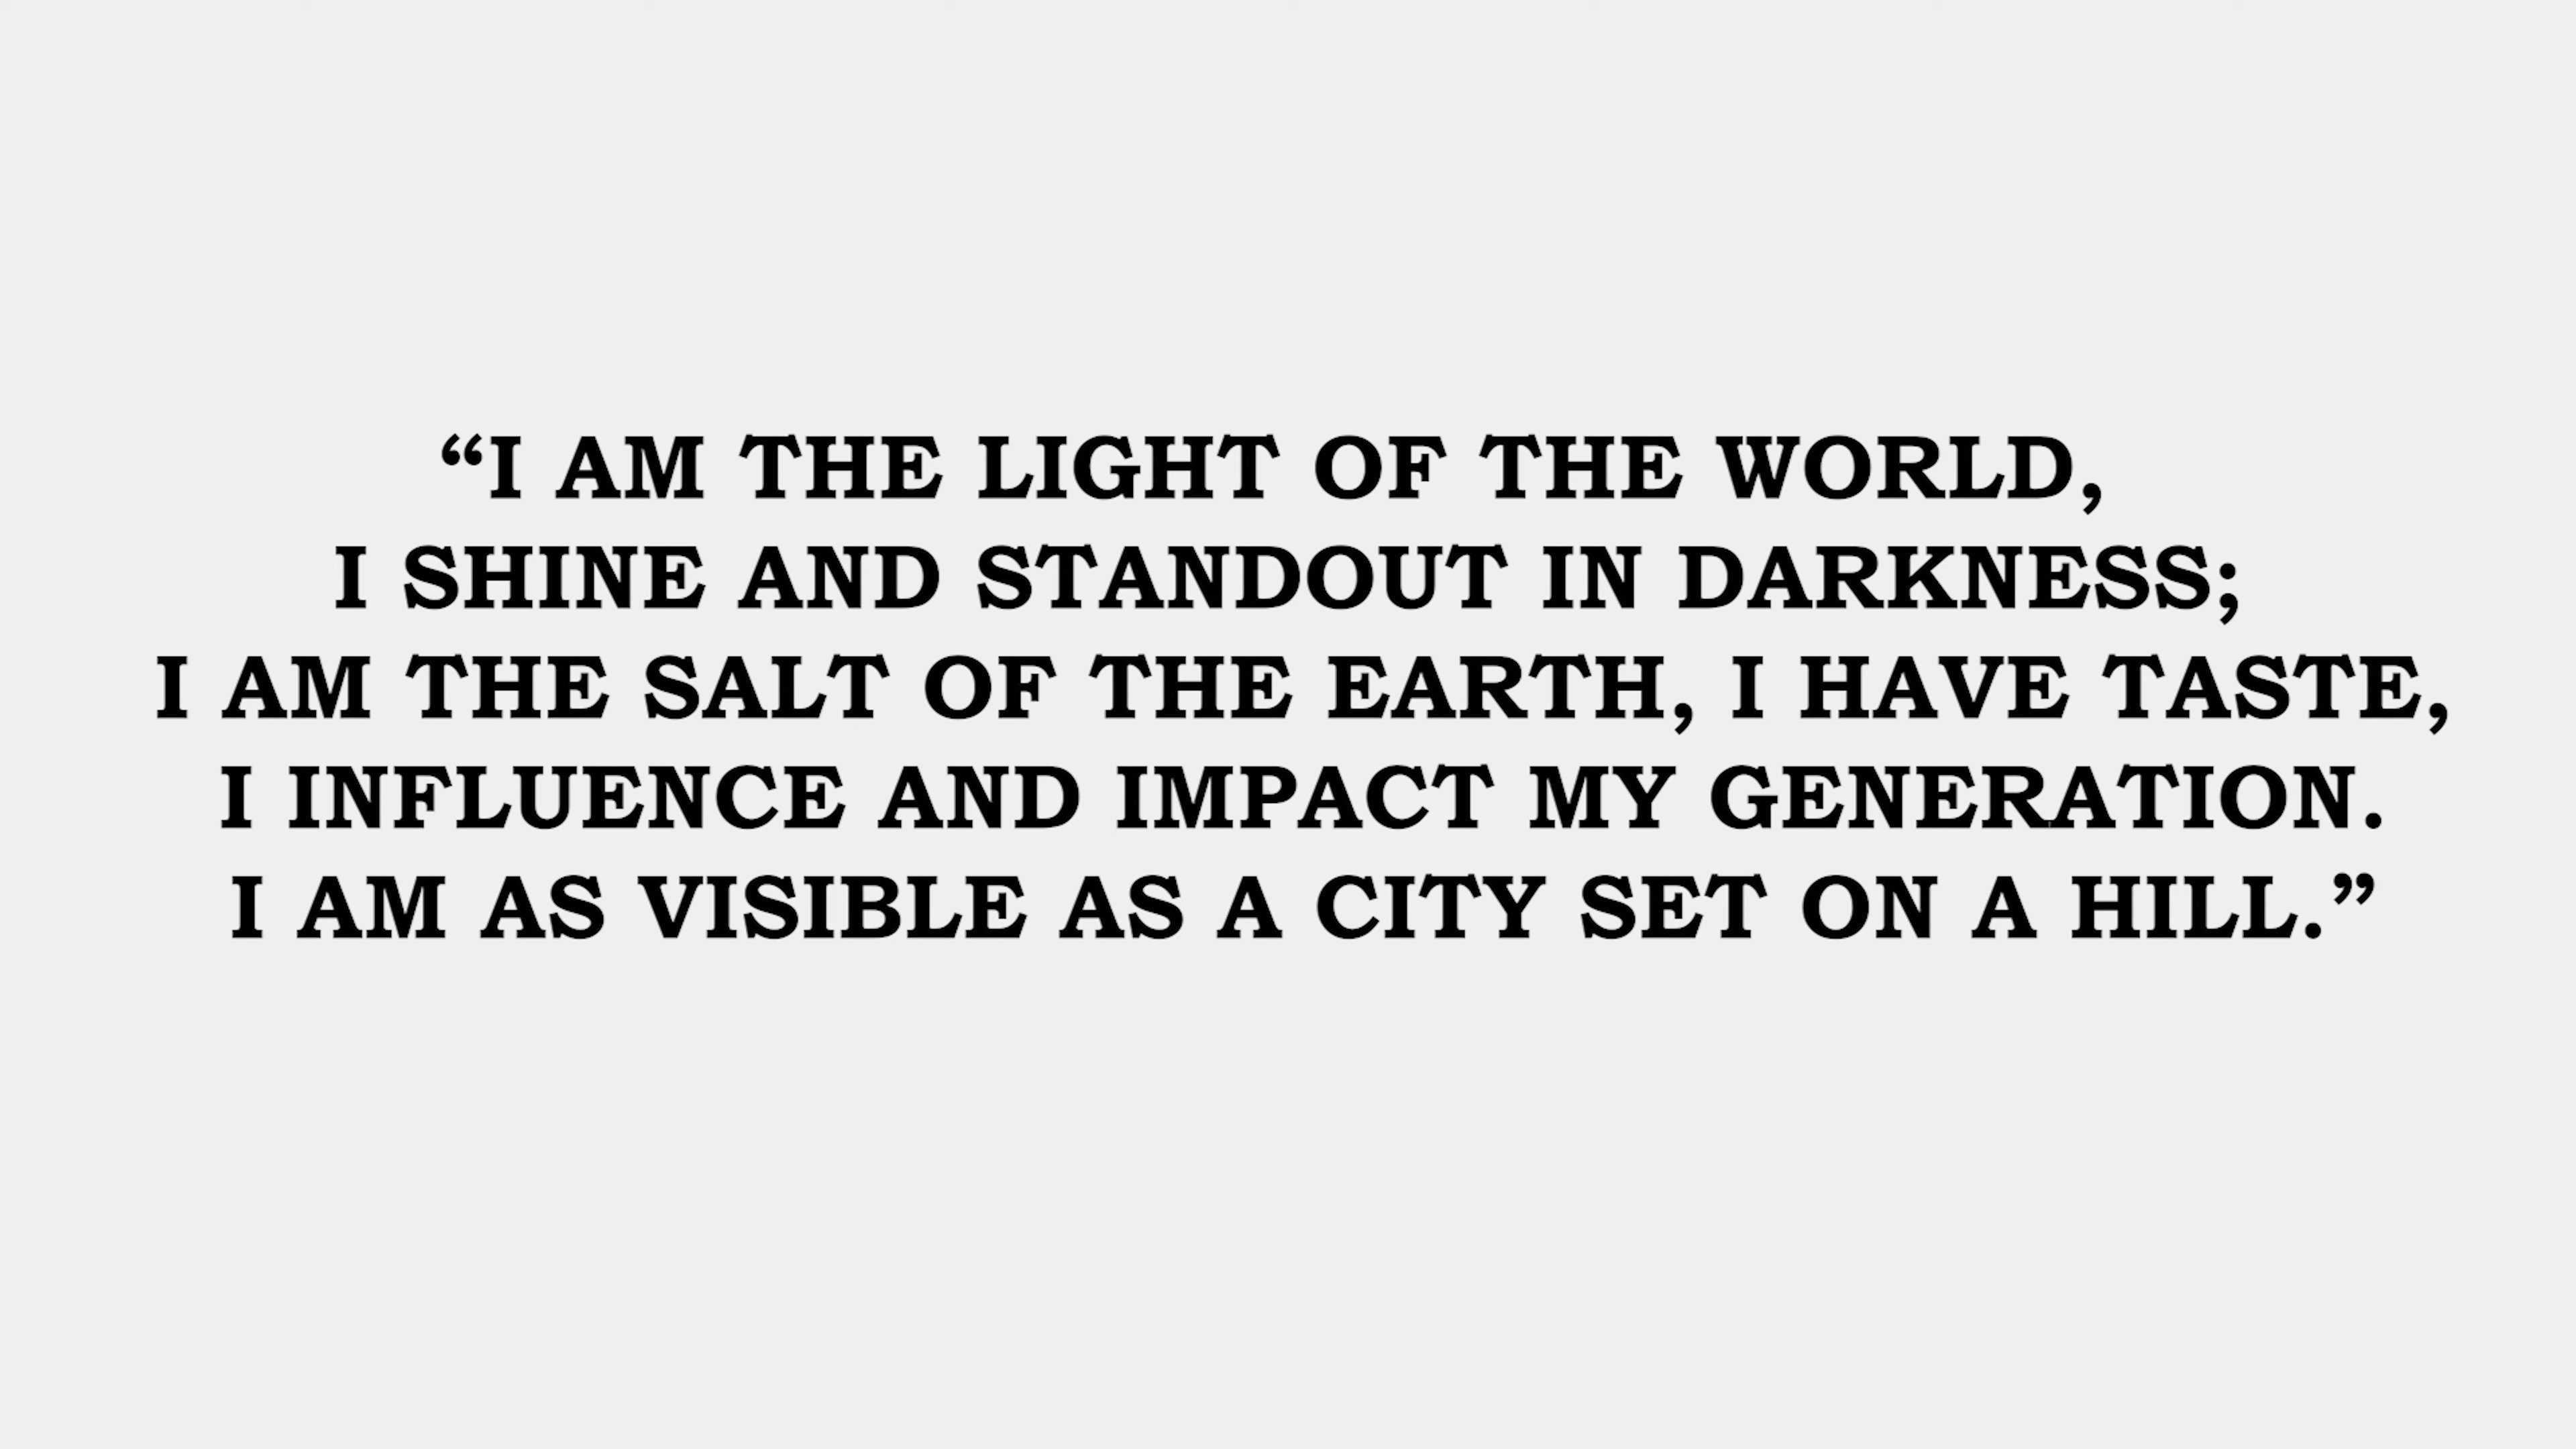 “I AM THE LIGHT OF THE WORLD,
I SHINE AND STANDOUT IN DARKNESS;
I AM THE SALT OF THE EARTH, I HAVE TASTE,
I INFLUENCE AND IMPACT MY GENERATION.
I AM AS VISIBLE AS A CITY SET ON A HILL.”